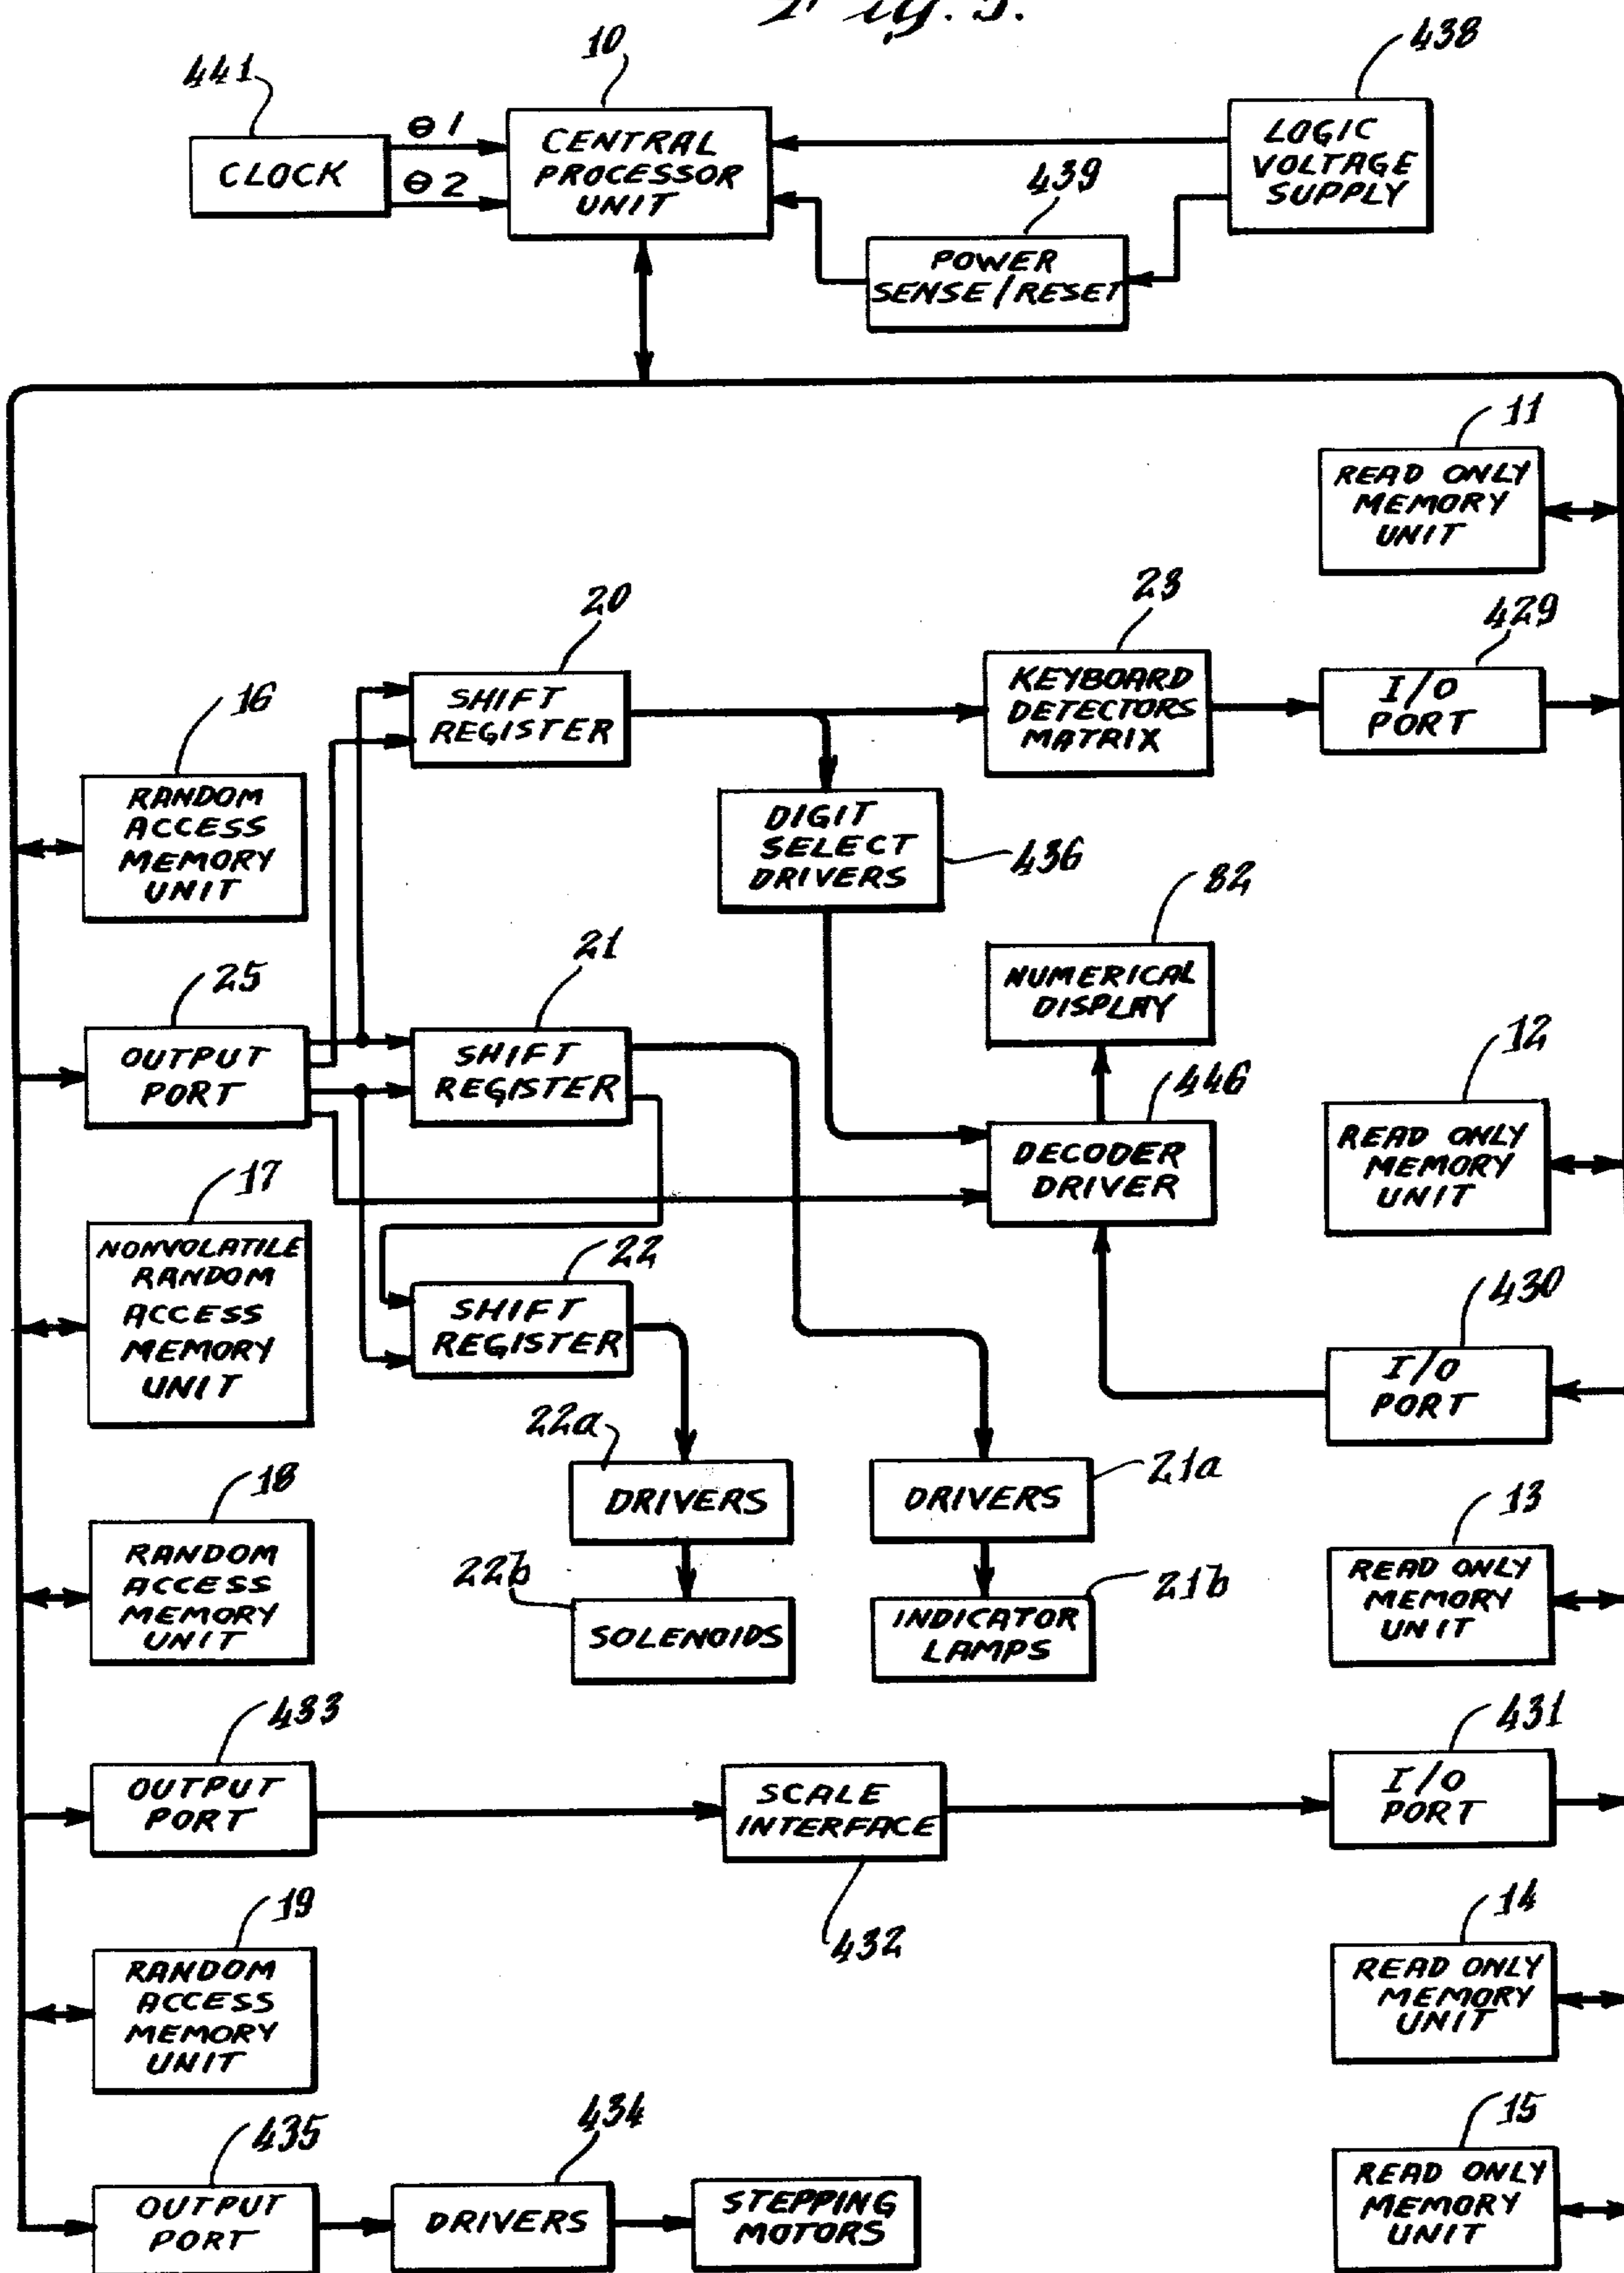 Fig. 3.
441
10
438
CLOCK
θ1
θ2
CENTRAL
PROCESSOR
UNIT
439
LOGIC
VOLTAGE
SUPPLY
POWER
SENSE/RESET
11
READ ONLY
MEMORY
UNIT
20
23
429
16
SHIFT
REGISTER
KEYBOARD
DETECTORS
MATRIX
I/O
PORT
RANDOM
ACCESS
MEMORY
UNIT
DIGIT
SELECT
DRIVERS
436
82
25
21
NUMERICAL
DISPLAY
12
OUTPUT
PORT
SHIFT
REGISTER
446
DECODER
DRIVER
READ ONLY
MEMORY
UNIT
17
NONVOLATILE
RANDOM
ACCESS
MEMORY
UNIT
22
SHIFT
REGISTER
430
I/O
PORT
22a
DRIVERS
21a
DRIVERS
18
RANDOM
ACCESS
MEMORY
UNIT
13
READ ONLY
MEMORY
UNIT
22b
SOLENOIDS
21b
INDICATOR
LAMPS
433
OUTPUT
PORT
SCALE
INTERFACE
432
431
I/O
PORT
19
RANDOM
ACCESS
MEMORY
UNIT
14
READ ONLY
MEMORY
UNIT
435
OUTPUT
PORT
434
DRIVERS
STEPPING
MOTORS
15
READ ONLY
MEMORY
UNIT